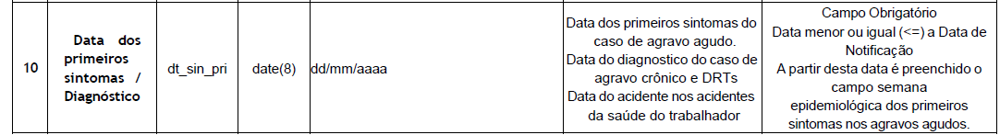 10
Data dos
primeiros
sintomas /
Diagnóstico
dt_sin_pri
date(8)
dd/mm/aaaa
Data dos primeiros sintomas do
caso de agravo agudo.
Data do diagnostico do caso de
agravo crônico e DRTs
Data do acidente nos acidentes
da saúde do trabalhador
Campo Obrigatório
Data menor ou igual (<=) a Data de
Notificação
A partir desta data é preenchido o
campo semana
epidemiológica dos primeiros
sintomas nos agravos agudos.